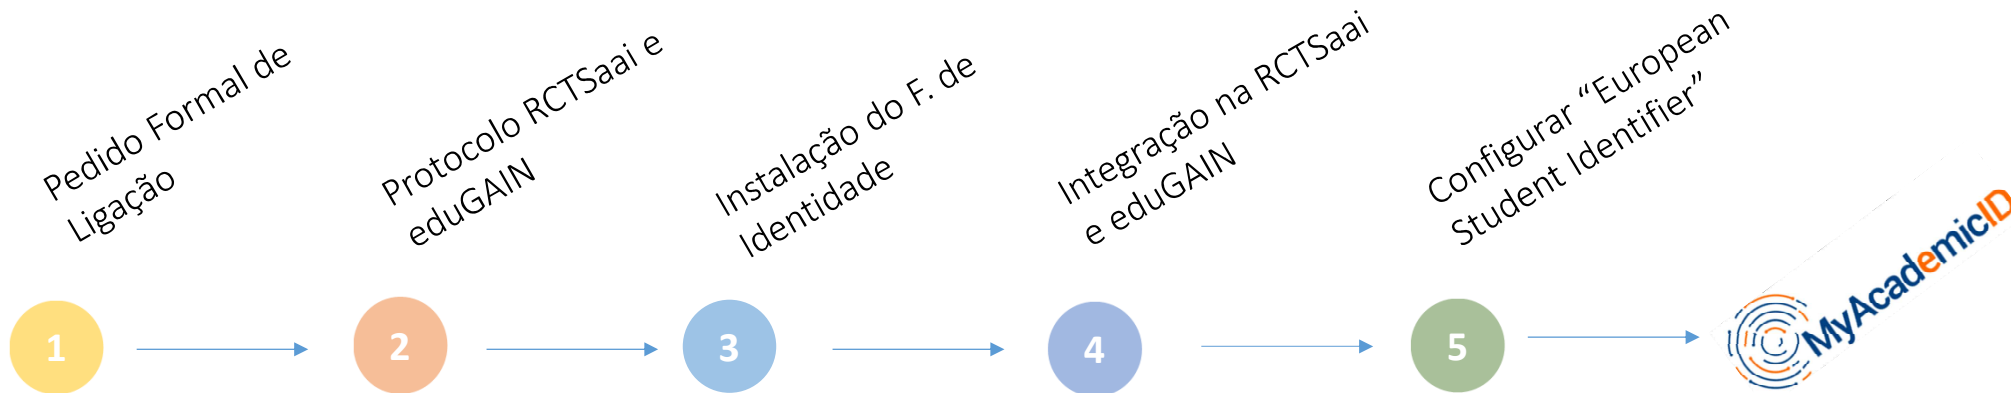 Pedido Formal de
Ligação
Protocolo RCTSaai e
eduGAIN
Instalação do F. de
Identidade
Integração na RCTSaai
e eduGAIN
Configurar “European
Student Identifier”
1
2
3
4
5
MyAcademicID